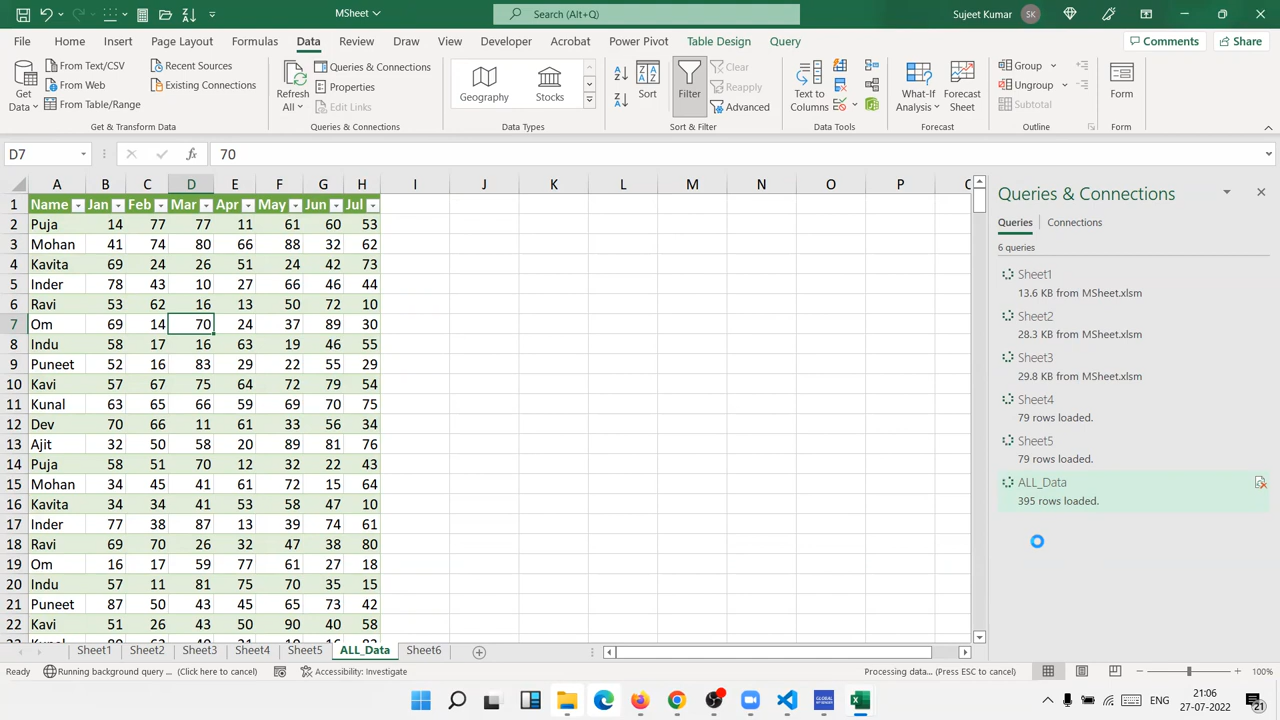 MSheet
Search (Alt+Q)
Sujeet Kumar SK
File Home Insert Page Layout Formulas Data Review Draw View Developer Acrobat Power Pivot Table Design Query Comments Share
Get Data
From Text/CSV
From Web
From Table/Range
Recent Sources
Existing Connections
Get & Transform Data
Refresh All
Queries & Connections
Properties
Edit Links
Queries & Connections
Geography Stocks
Data Types
Sort Filter
Clear
Reapply
Advanced
Sort & Filter
Text to Columns
Data Tools
What-If Analysis
Forecast Sheet
Forecast
Group
Ungroup
Subtotal
Outline
Form
Form
D7 fx 70
A B C D E F G H I J K L M N O P
1 Name Jan Feb Mar Apr May Jun Jul
2 Puja 14 77 77 11 61 60 53
3 Mohan 41 74 80 66 88 32 62
4 Kavita 69 24 26 51 24 42 73
5 Inder 78 43 10 27 66 46 44
6 Ravi 53 62 16 13 50 72 10
7 Om 69 14 70 24 37 89 30
8 Indu 58 17 16 63 19 46 55
9 Puneet 52 16 83 29 22 55 29
10 Kavi 57 67 75 64 72 79 54
11 Kunal 63 65 66 59 69 70 75
12 Dev 70 66 11 61 33 56 34
13 Ajit 32 50 58 20 89 81 76
14 Puja 58 51 70 12 32 22 43
15 Mohan 34 45 41 61 72 15 64
16 Kavita 34 34 41 53 58 47 10
17 Inder 77 38 87 13 39 74 61
18 Ravi 69 70 26 32 47 38 80
19 Om 16 17 59 77 61 27 18
20 Indu 57 11 81 75 70 35 15
21 Puneet 87 50 43 45 65 73 42
22 Kavi 51 26 43 50 90 40 58
Queries & Connections
Queries Connections
6 queries
Sheet1
13.6 KB from MSheet.xlsm
Sheet2
28.3 KB from MSheet.xlsm
Sheet3
29.8 KB from MSheet.xlsm
Sheet4
79 rows loaded.
Sheet5
79 rows loaded.
ALL_Data
395 rows loaded.
Sheet1 Sheet2 Sheet3 Sheet4 Sheet5 ALL_Data Sheet6
Ready Running background query ...(Click here to cancel) Accessibility: Investigate Processing data... (Press ESC to cancel) 100%
GLOBAL
ENG
21:06
27-07-2022
21